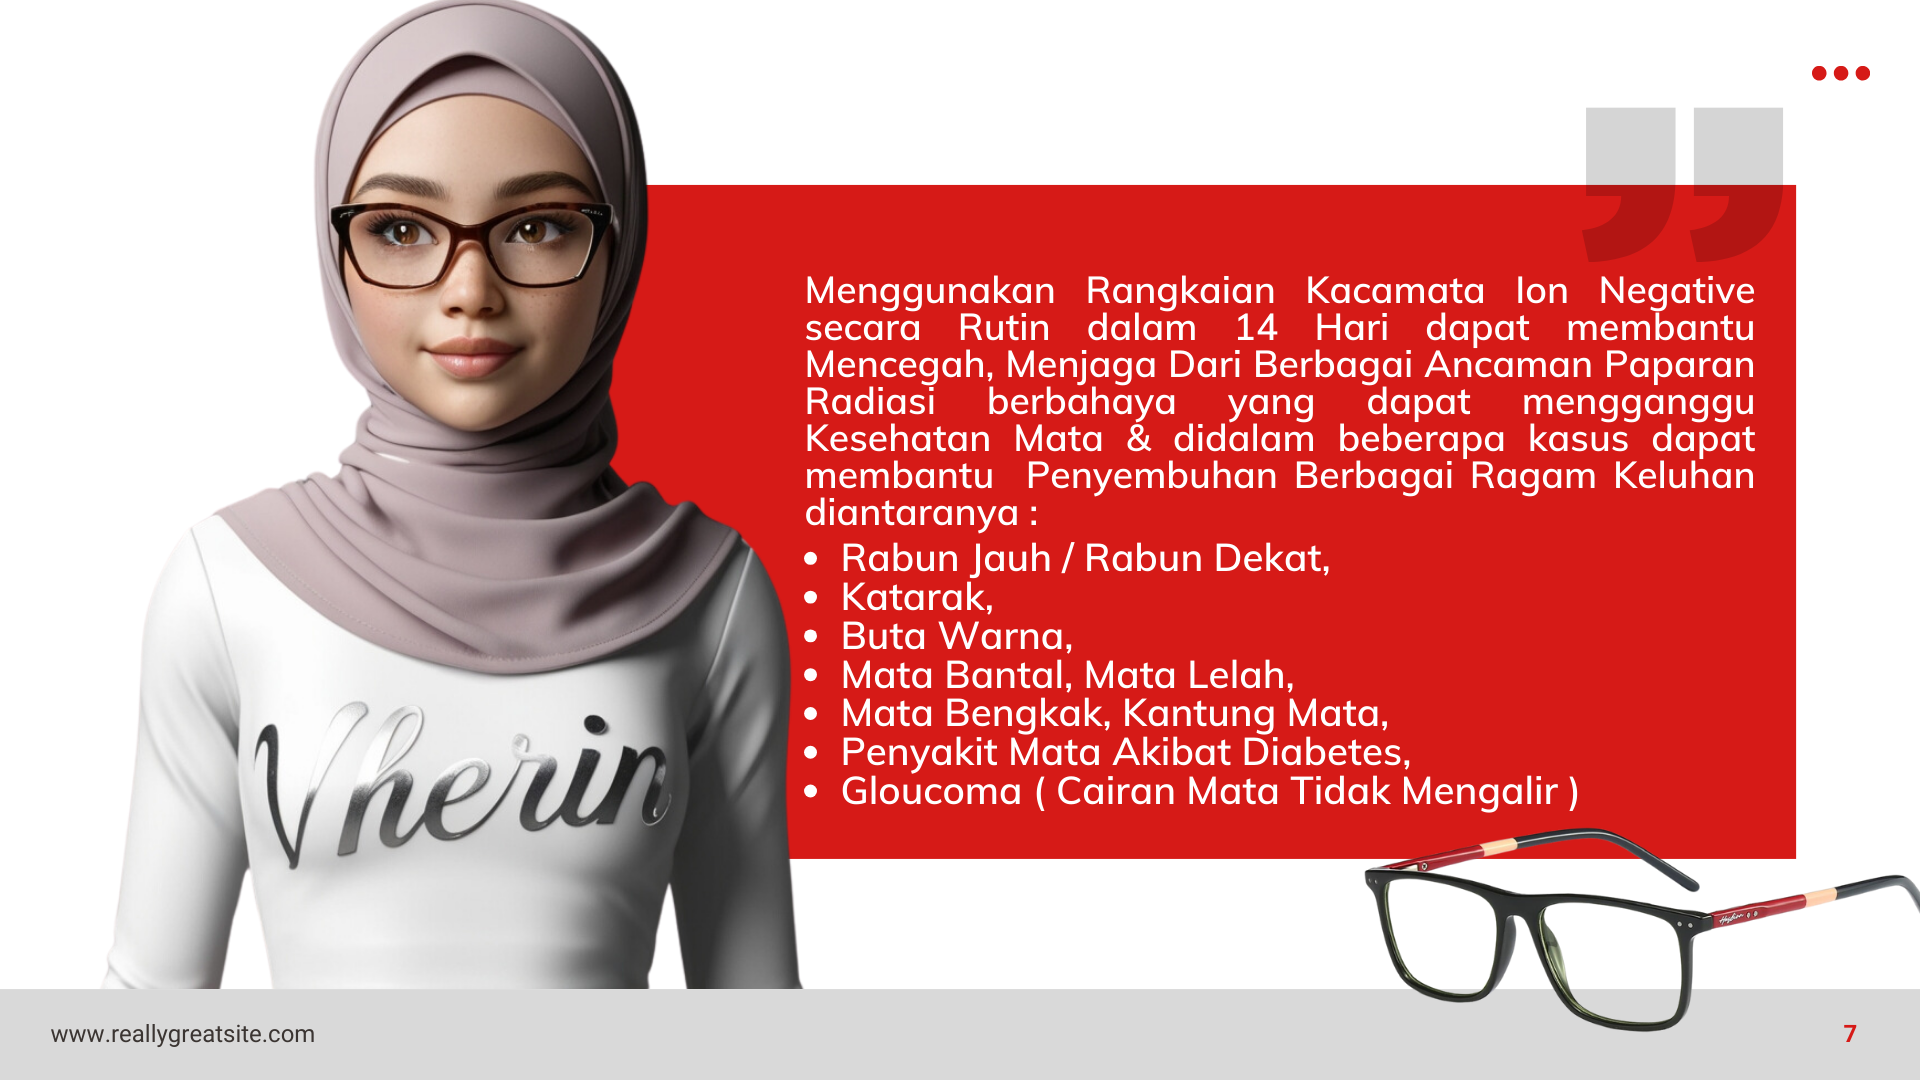 Menggunakan Rangkaian Kacamata Ion Negative
secara Rutin dalam 14 Hari dapat membantu
Mencegah, Menjaga Dari Berbagai Ancaman Paparan
Radiasi berbahaya yang dapat mengganggu
Kesehatan Mata & didalam beberapa kasus dapat
membantu Penyembuhan Berbagai Ragam Keluhan
diantaranya :
• Rabun Jauh / Rabun Dekat,
• Katarak,
• Buta Warna,
• Mata Bantal, Mata Lelah,
• Mata Bengkak, Kantung Mata,
• Penyakit Mata Akibat Diabetes,
• Gloucoma ( Cairan Mata Tidak Mengalir )
Vherin
www.reallygreatsite.com
7